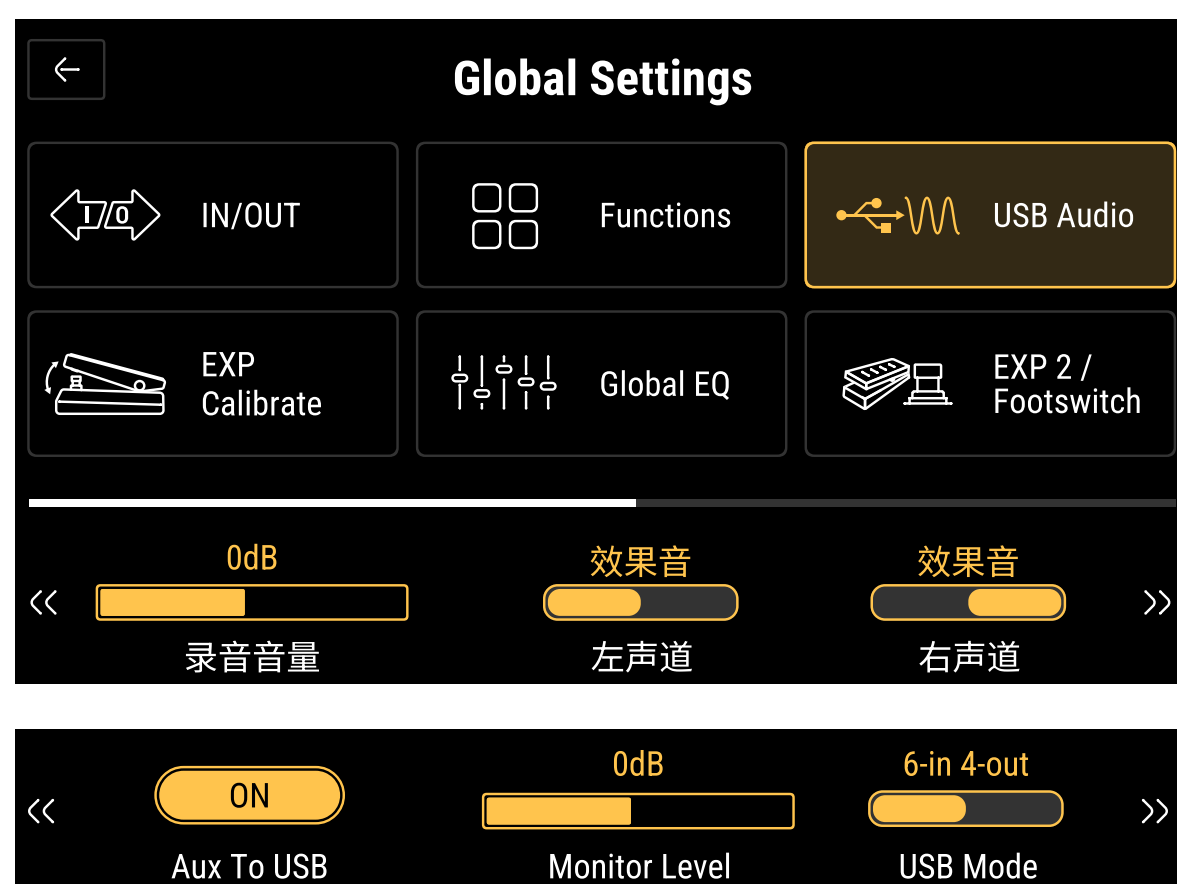 Global Settings
I/O
IN/OUT
Functions
USB Audio
EXP
Calibrate
Global EQ
EXP 2 /
Footswitch
0dB
效果音
效果音
录音音量
左声道
右声道
ON
0dB
6-in 4-out
Aux To USB
Monitor Level
USB Mode